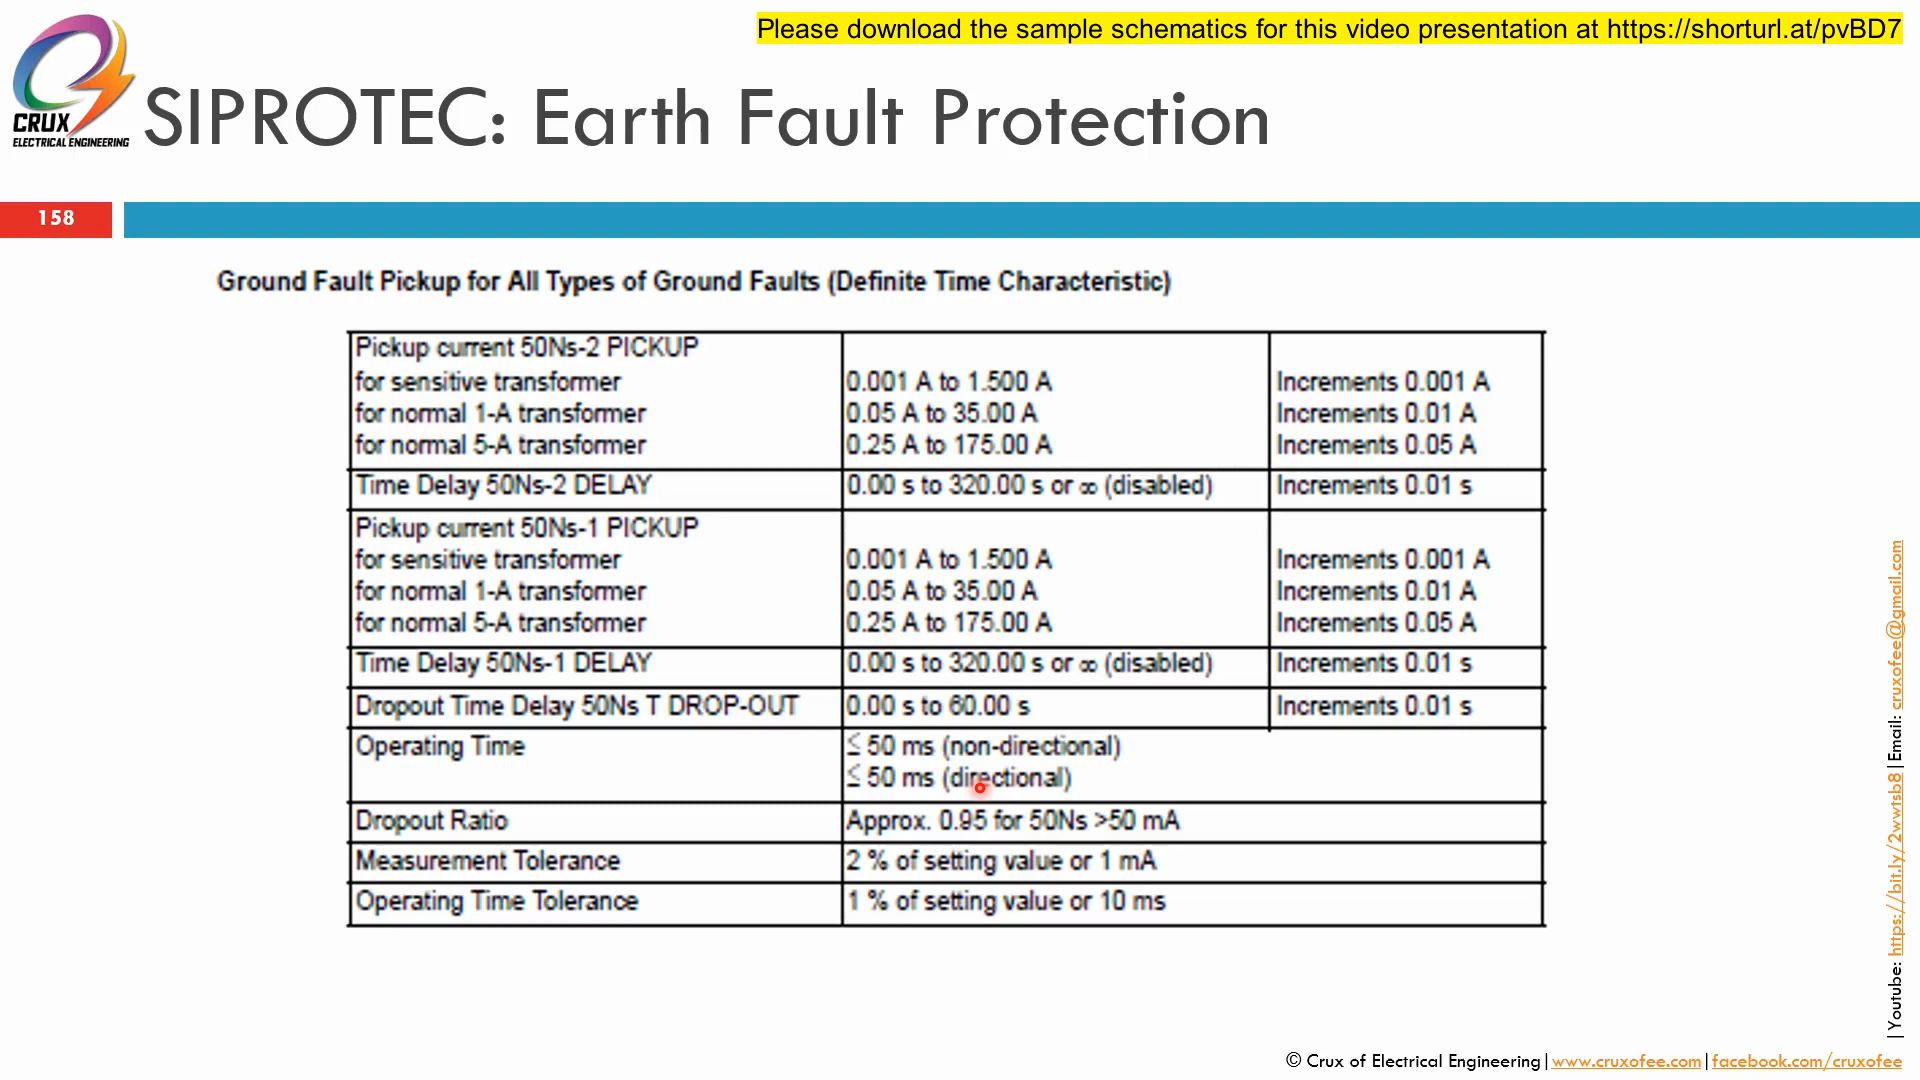 Please download the sample schematics for this video presentation at https://shorturl.at/pvBD7
CRUX
ELECTRICAL ENGINEERING
SIPROTEC: Earth Fault Protection
158
Ground Fault Pickup for All Types of Ground Faults (Definite Time Characteristic)
Pickup current 50Ns-2 PICKUP
for sensitive transformer 0.001 A to 1.500 A Increments 0.001 A
for normal 1-A transformer 0.05 A to 35.00 A Increments 0.01 A
for normal 5-A transformer 0.25 A to 175.00 A Increments 0.05 A
Time Delay 50Ns-2 DELAY 0.00 s to 320.00 s or ∞ (disabled) Increments 0.01 s
Pickup current 50Ns-1 PICKUP
for sensitive transformer 0.001 A to 1.500 A Increments 0.001 A
for normal 1-A transformer 0.05 A to 35.00 A Increments 0.01 A
for normal 5-A transformer 0.25 A to 175.00 A Increments 0.05 A
Time Delay 50Ns-1 DELAY 0.00 s to 320.00 s or ∞ (disabled) Increments 0.01 s
Dropout Time Delay 50Ns T DROP-OUT 0.00 s to 60.00 s Increments 0.01 s
Operating Time ≤ 50 ms (non-directional)
≤ 50 ms (directional)
Dropout Ratio Approx. 0.95 for 50Ns >50 mA
Measurement Tolerance 2 % of setting value or 1 mA
Operating Time Tolerance 1 % of setting value or 10 ms
|Youtube: https://bit.ly/2wwtsb8|Email: cruxofee@gmail.com
© Crux of Electrical Engineering|www.cruxofee.com|facebook.com/cruxofee